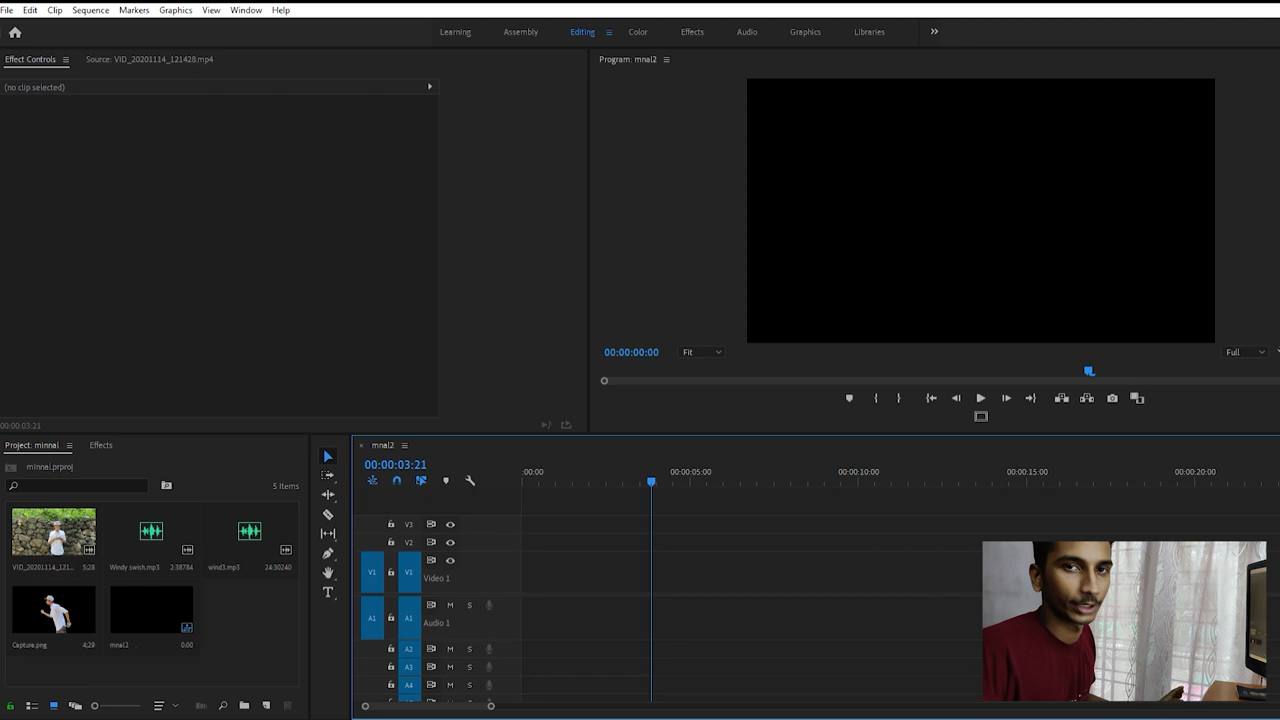 File Edit Clip Sequence Markers Graphics View Window Help
Learning Assembly Editing Color Effects Audio Graphics Libraries
Effect Controls Source: VID_20201114_121428.mp4
(no clip selected)
00:00:03:21
Program: mnal2
00:00:00:00 Fit Full
Project: minnal Effects
minnal.prproj
5 Items
VID_20201114_121... 5;28 Windy swish.mp3 2:38784 wind3.mp3 24:30240
Capture.png 4;29 mnal2 0;00
mnal2
00:00:03:21
:00:00 00:00:05:00 00:00:10:00 00:00:15:00 00:00:20:00
V3
V2
V1 V1 Video 1
A1 A1 M S Audio 1
A2 M S
A3 M S
A4 M S